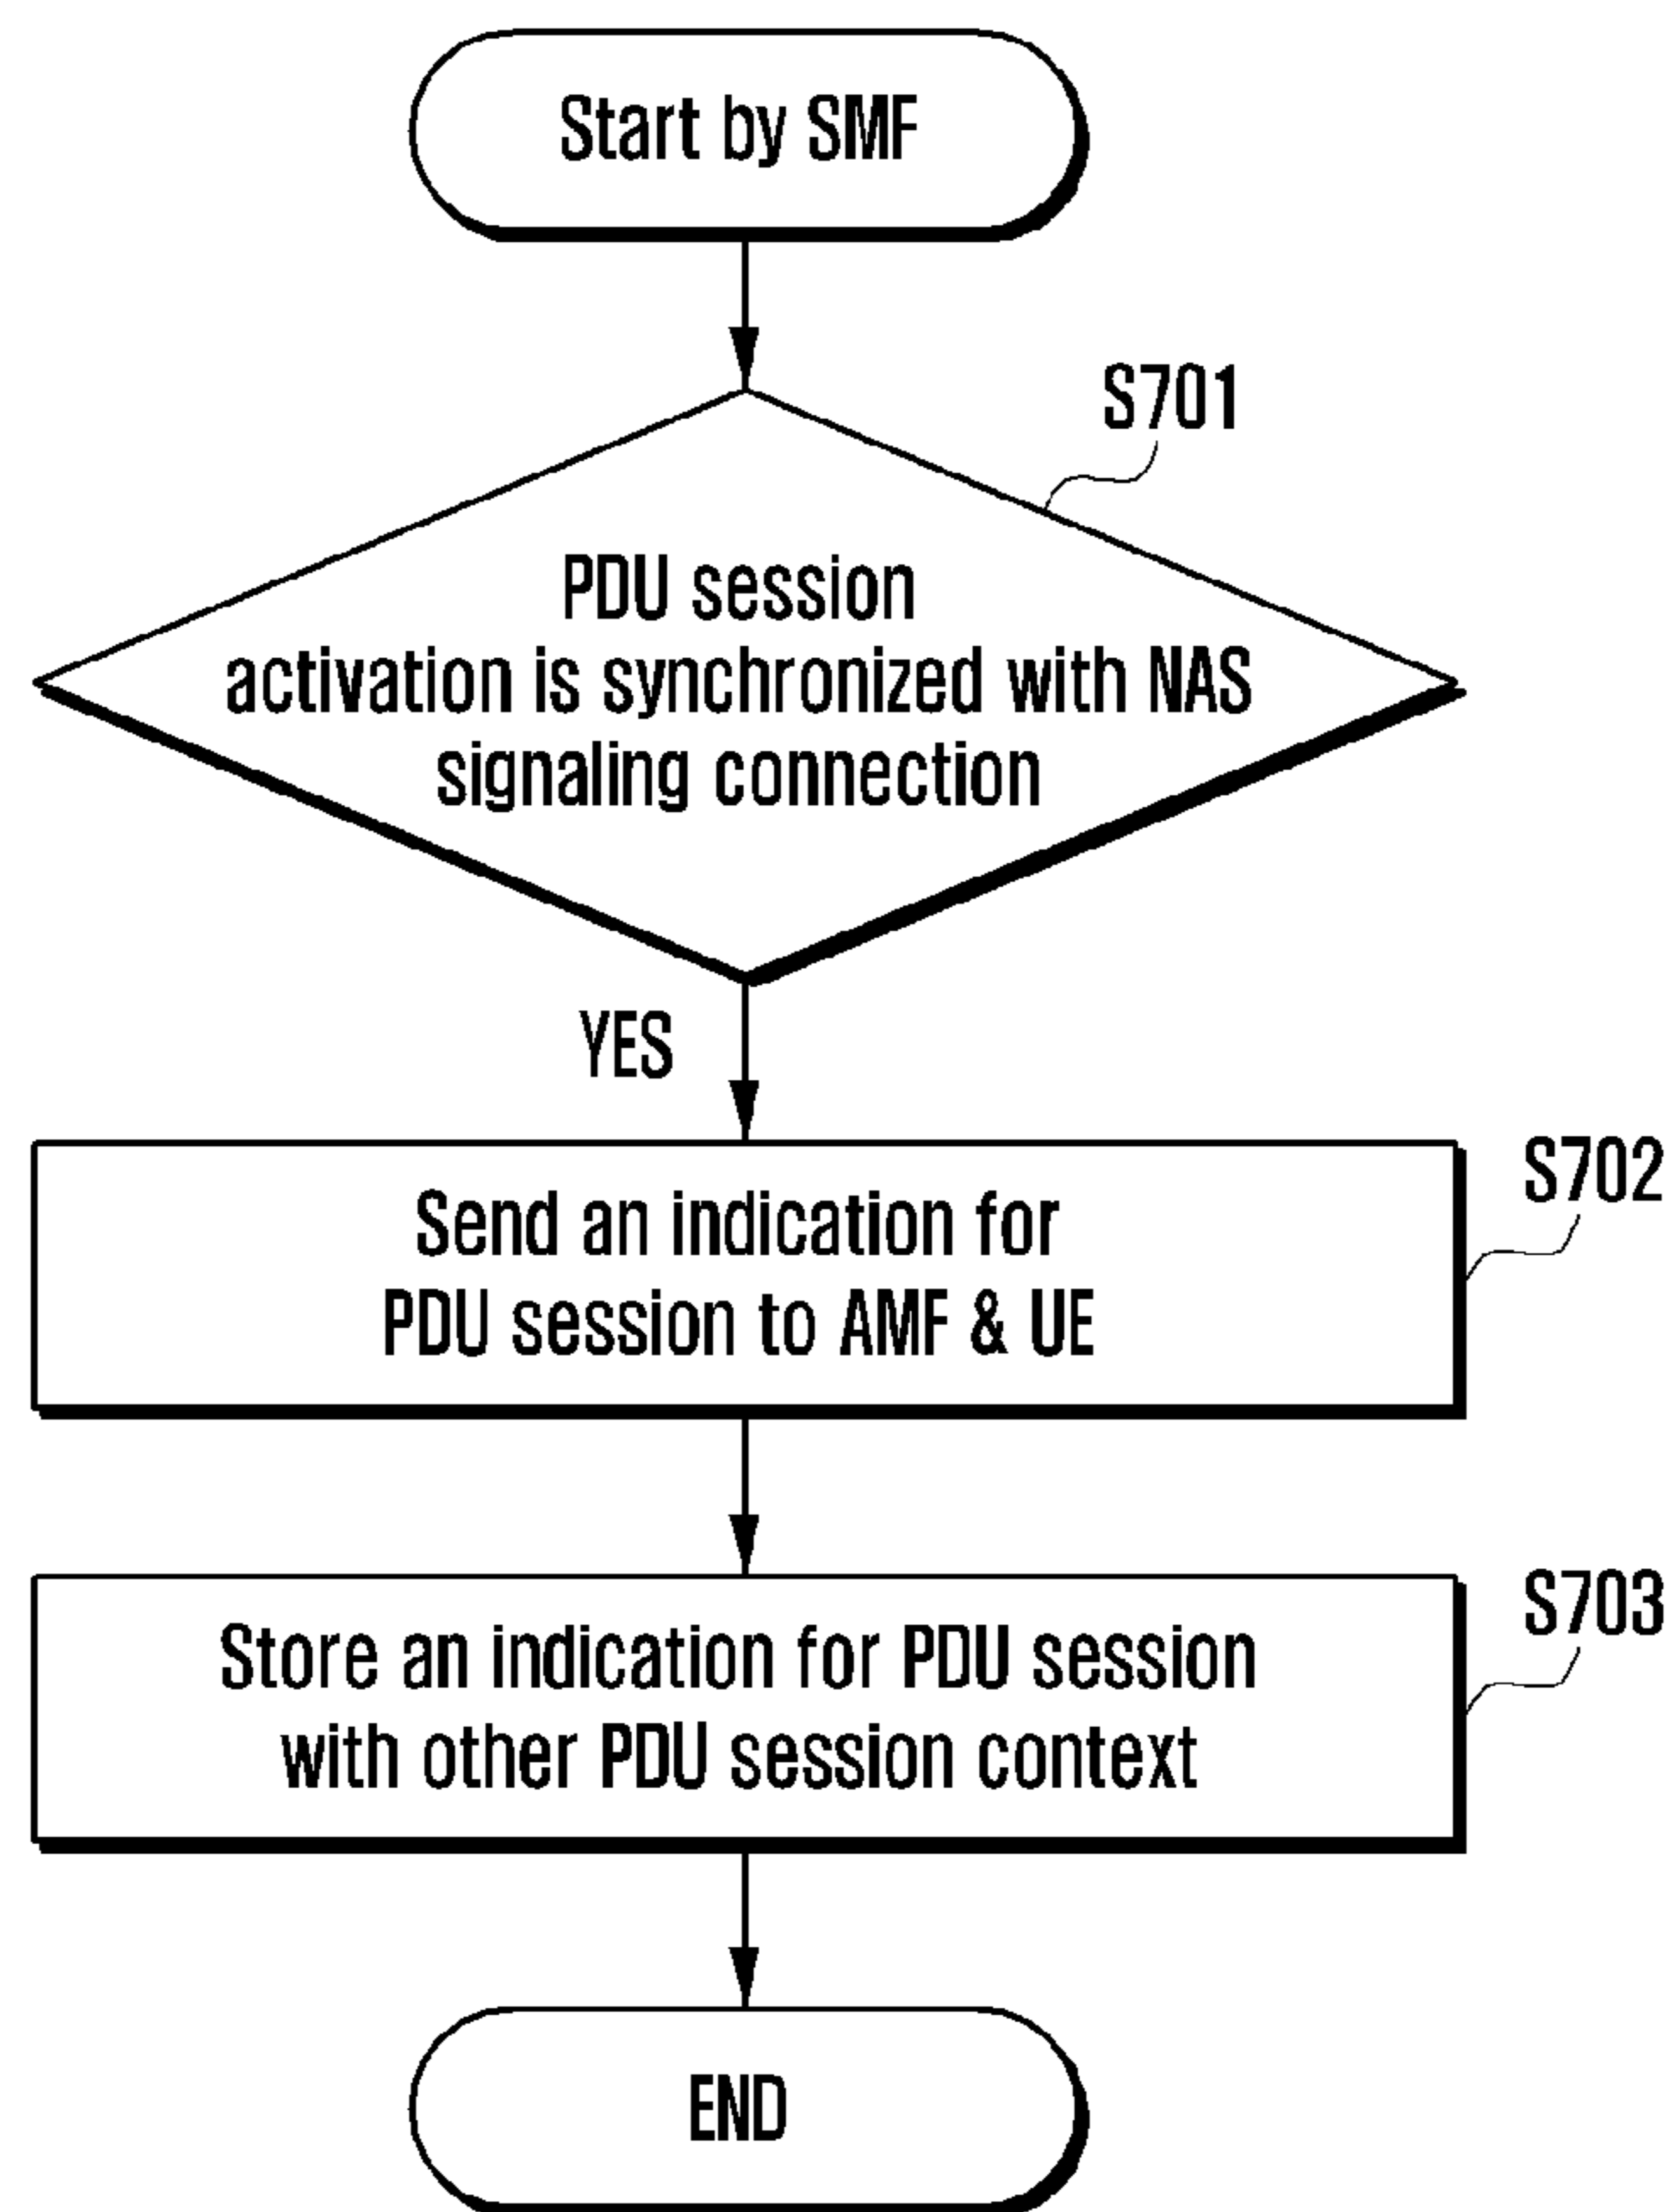 Start by SMF
S701
PDU session
activation is synchronized with NAS
signaling connection
YES
S702
Send an indication for
PDU session to AMF & UE
S703
Store an indication for PDU session
with other PDU session context
END